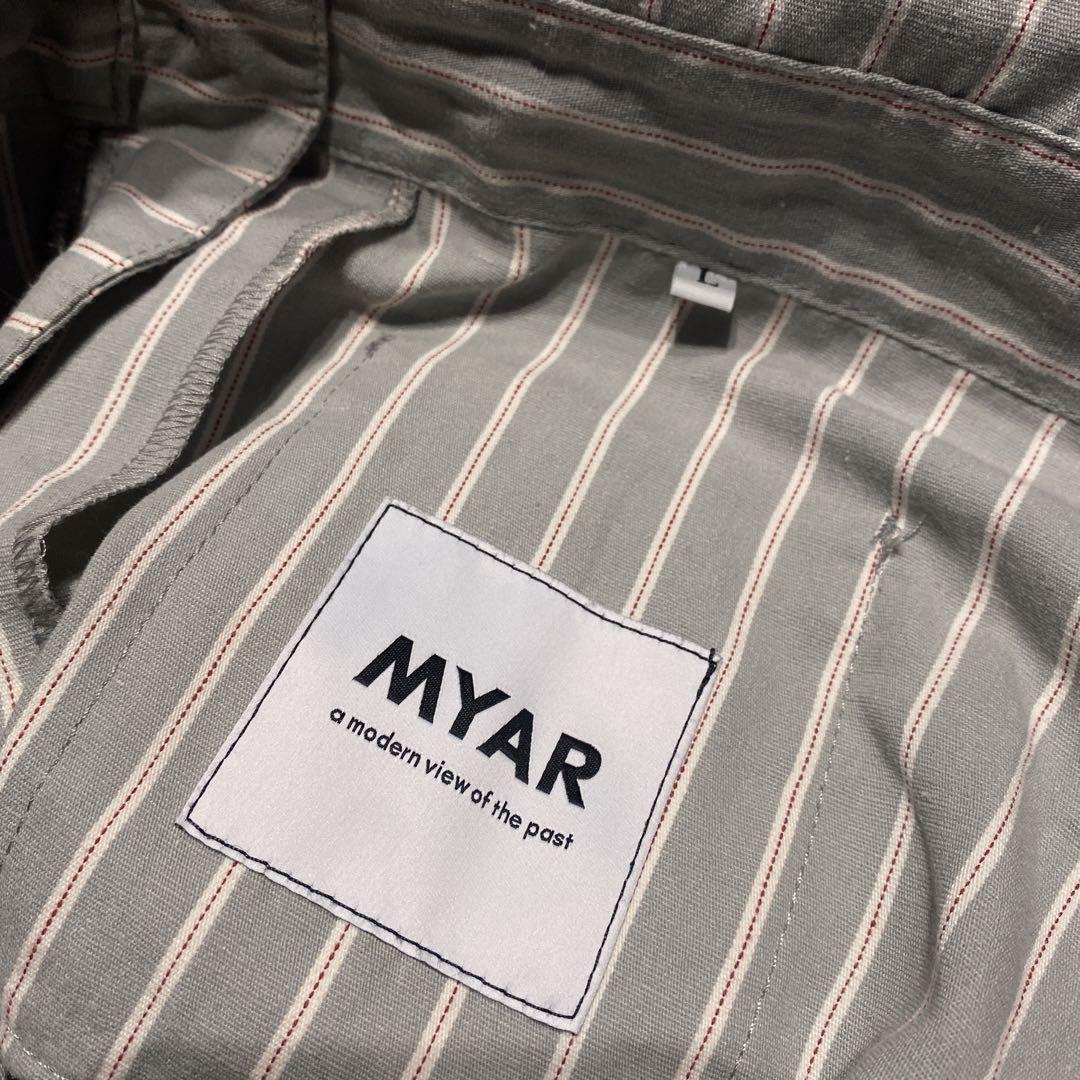 L
MYAR
a modern view of the past